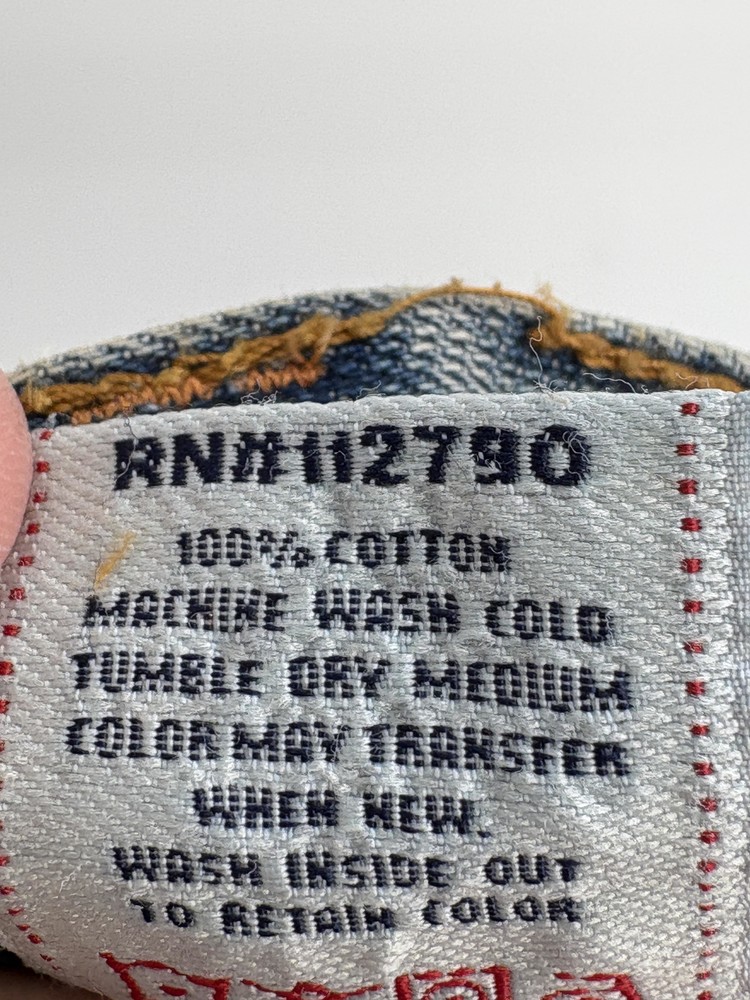 RN#112790
100% COTTON
MACHINE WASH COLD
TUMBLE DRY MEDIUM
COLOR MAY TRANSFER
WHEN NEW.
WASH INSIDE OUT
TO RETAIN COLOR